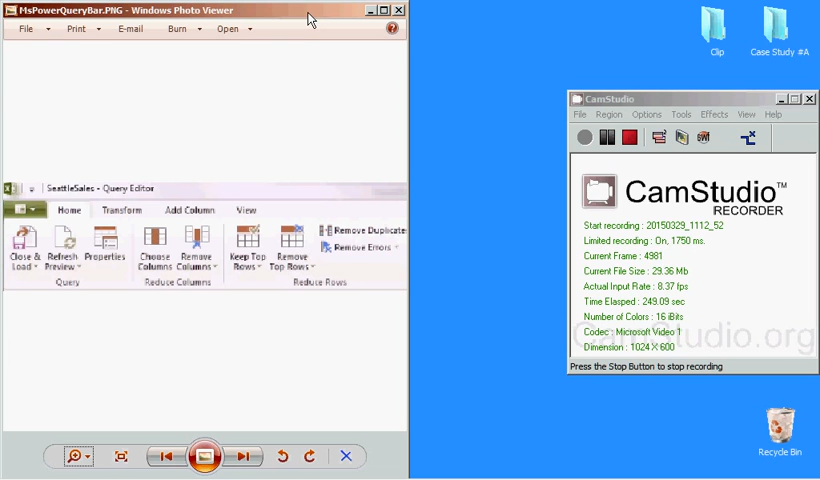 MsPowerQueryBar.PNG - Windows Photo Viewer
File Print E-mail Burn Open
SeattleSales - Query Editor
Home Transform Add Column View
Close & Load
Refresh Preview
Properties
Choose Columns
Remove Columns
Keep Top Rows
Remove Top Rows
Remove Duplicate
Remove Errors
Query Reduce Columns Reduce Rows
Clip
Case Study #A
CamStudio
File Region Options Tools Effects View Help
CamStudio™
RECORDER
Start recording : 20150329_1112_52
Limited recording : On, 1750 ms.
Current Frame : 4981
Current File Size : 29.36 Mb
Actual Input Rate : 8.37 fps
Time Elasped : 249.09 sec
Number of Colors : 16 iBits
Codec : Microsoft Video 1
Dimension : 1024 X 600
CamStudio.org
Press the Stop Button to stop recording
Recycle Bin